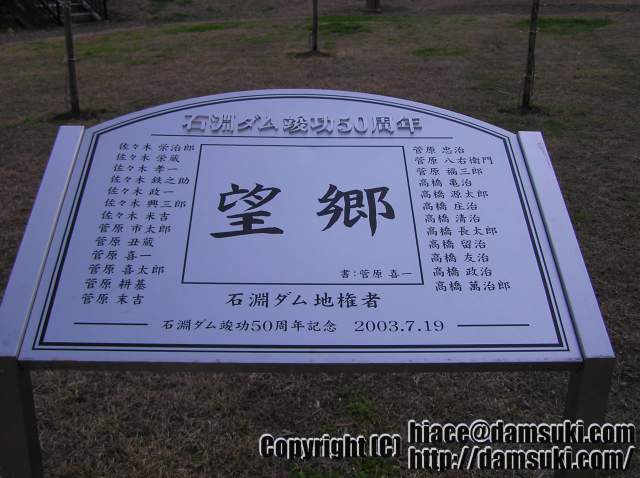 石淵ダム竣功50周年
佐々木 栄治郎
佐々木 栄蔵
佐々木 孝一
佐々木 鉄之助
佐々木 政一
佐々木 興三郎
佐々木 末吉
菅原 市太郎
菅原 丑蔵
菅原 喜一
菅原 喜太郎
菅原 耕基
菅原 末吉
望郷
書:菅原 喜一
菅原 忠治
菅原 八右衛門
菅原 福三郎
高橋 亀治
高橋 源太郎
高橋 庄治
高橋 清治
高橋 長太郎
高橋 留治
高橋 友治
高橋 政治
高橋 萬治郎
石淵ダム地権者
石淵ダム竣功50周年記念 2003.7.19
Copyright (C) hiace@damsuki.com
http://damsuki.com/